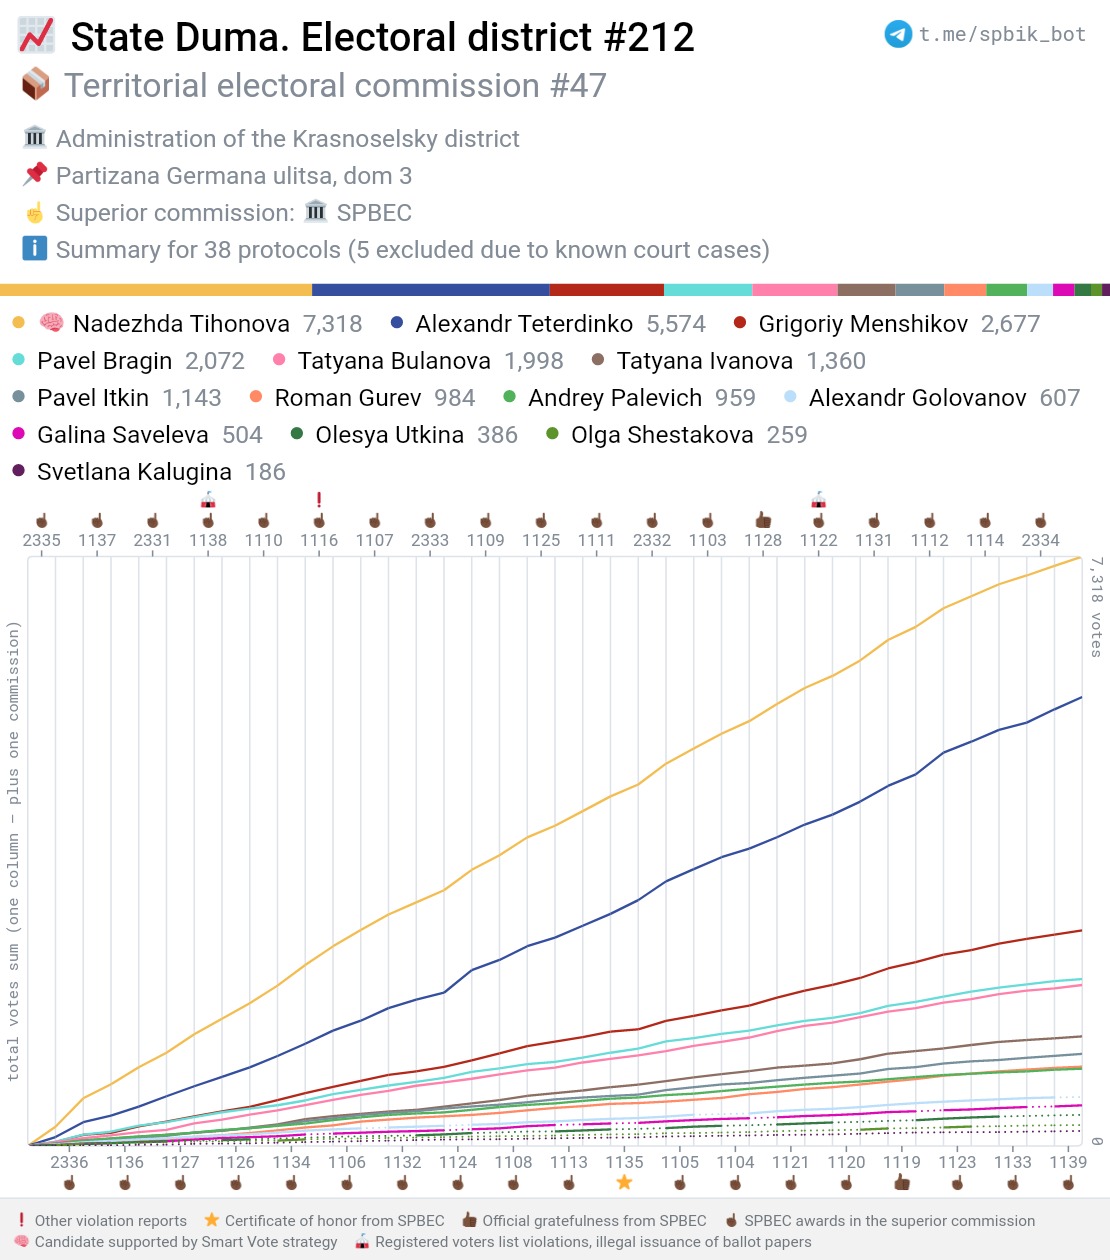 State Duma. Electoral district #212
t.me/spbik_bot
Territorial electoral commission #47
Administration of the Krasnoselsky district
Partizana Germana ulitsa, dom 3
Superior commission: SPBEC
Summary for 38 protocols (5 excluded due to known court cases)
Nadezhda Tihonova 7,318 Alexandr Teterdinko 5,574 Grigoriy Menshikov 2,677
Pavel Bragin 2,072 Tatyana Bulanova 1,998 Tatyana Ivanova 1,360
Pavel Itkin 1,143 Roman Gurev 984 Andrey Palevich 959 Alexandr Golovanov 607
Galina Saveleva 504 Olesya Utkina 386 Olga Shestakova 259
Svetlana Kalugina 186
2335 1137 2331 1138 1110 1116 1107 2333 1109 1125 1111 2332 1103 1128 1122 1131 1112 1114 2334
7,318 votes
total votes sum (one column – plus one commission)
0
2336 1136 1127 1126 1134 1106 1132 1124 1108 1113 1135 1105 1104 1121 1120 1119 1123 1133 1139
Other violation reports Certificate of honor from SPBEC Official gratefulness from SPBEC SPBEC awards in the superior commission
Candidate supported by Smart Vote strategy Registered voters list violations, illegal issuance of ballot papers